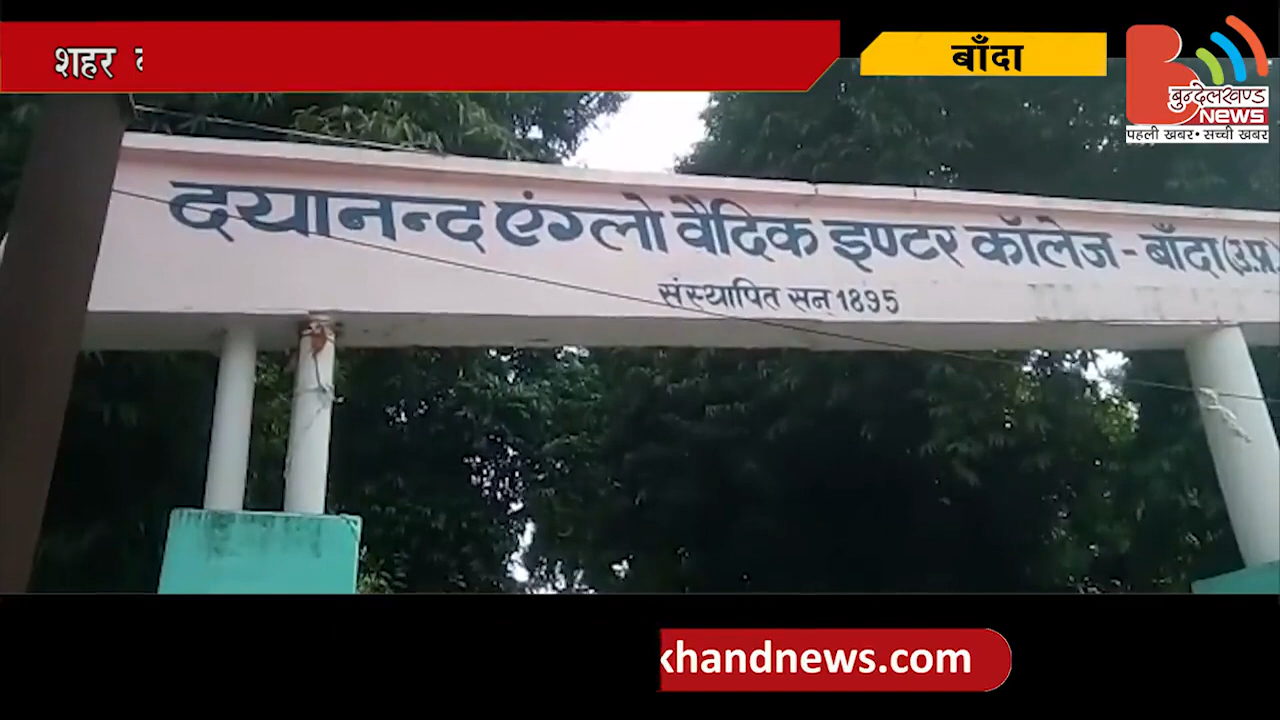 शहर
बाँदा
B
बुन्देलखण्ड
NEWS
पहली खबर • सच्ची खबर
दयानन्द एंग्लो वैदिक इण्टर कॉलेज - बाँदा (उ.प्र.)
संस्थापित सन् 1895
khandnews.com